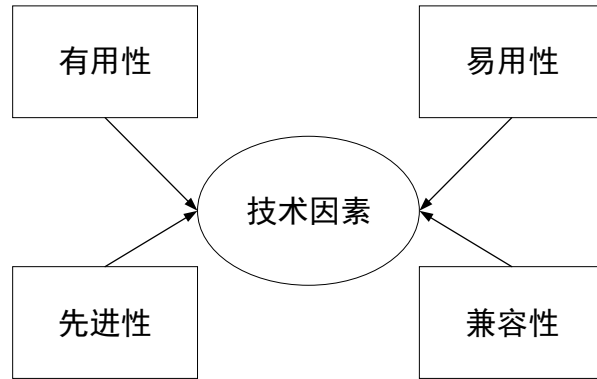 有用性
易用性
技术因素
先进性
兼容性